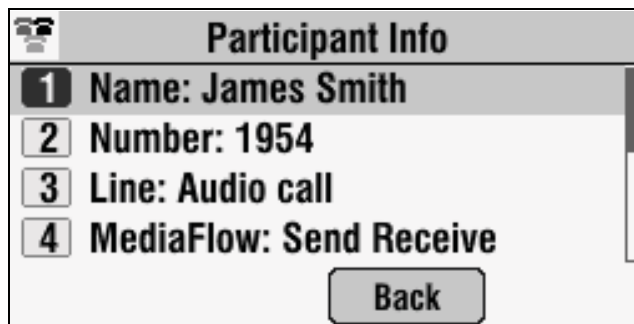 Participant Info
1 Name: James Smith
2 Number: 1954
3 Line: Audio call
4 MediaFlow: Send Receive
Back